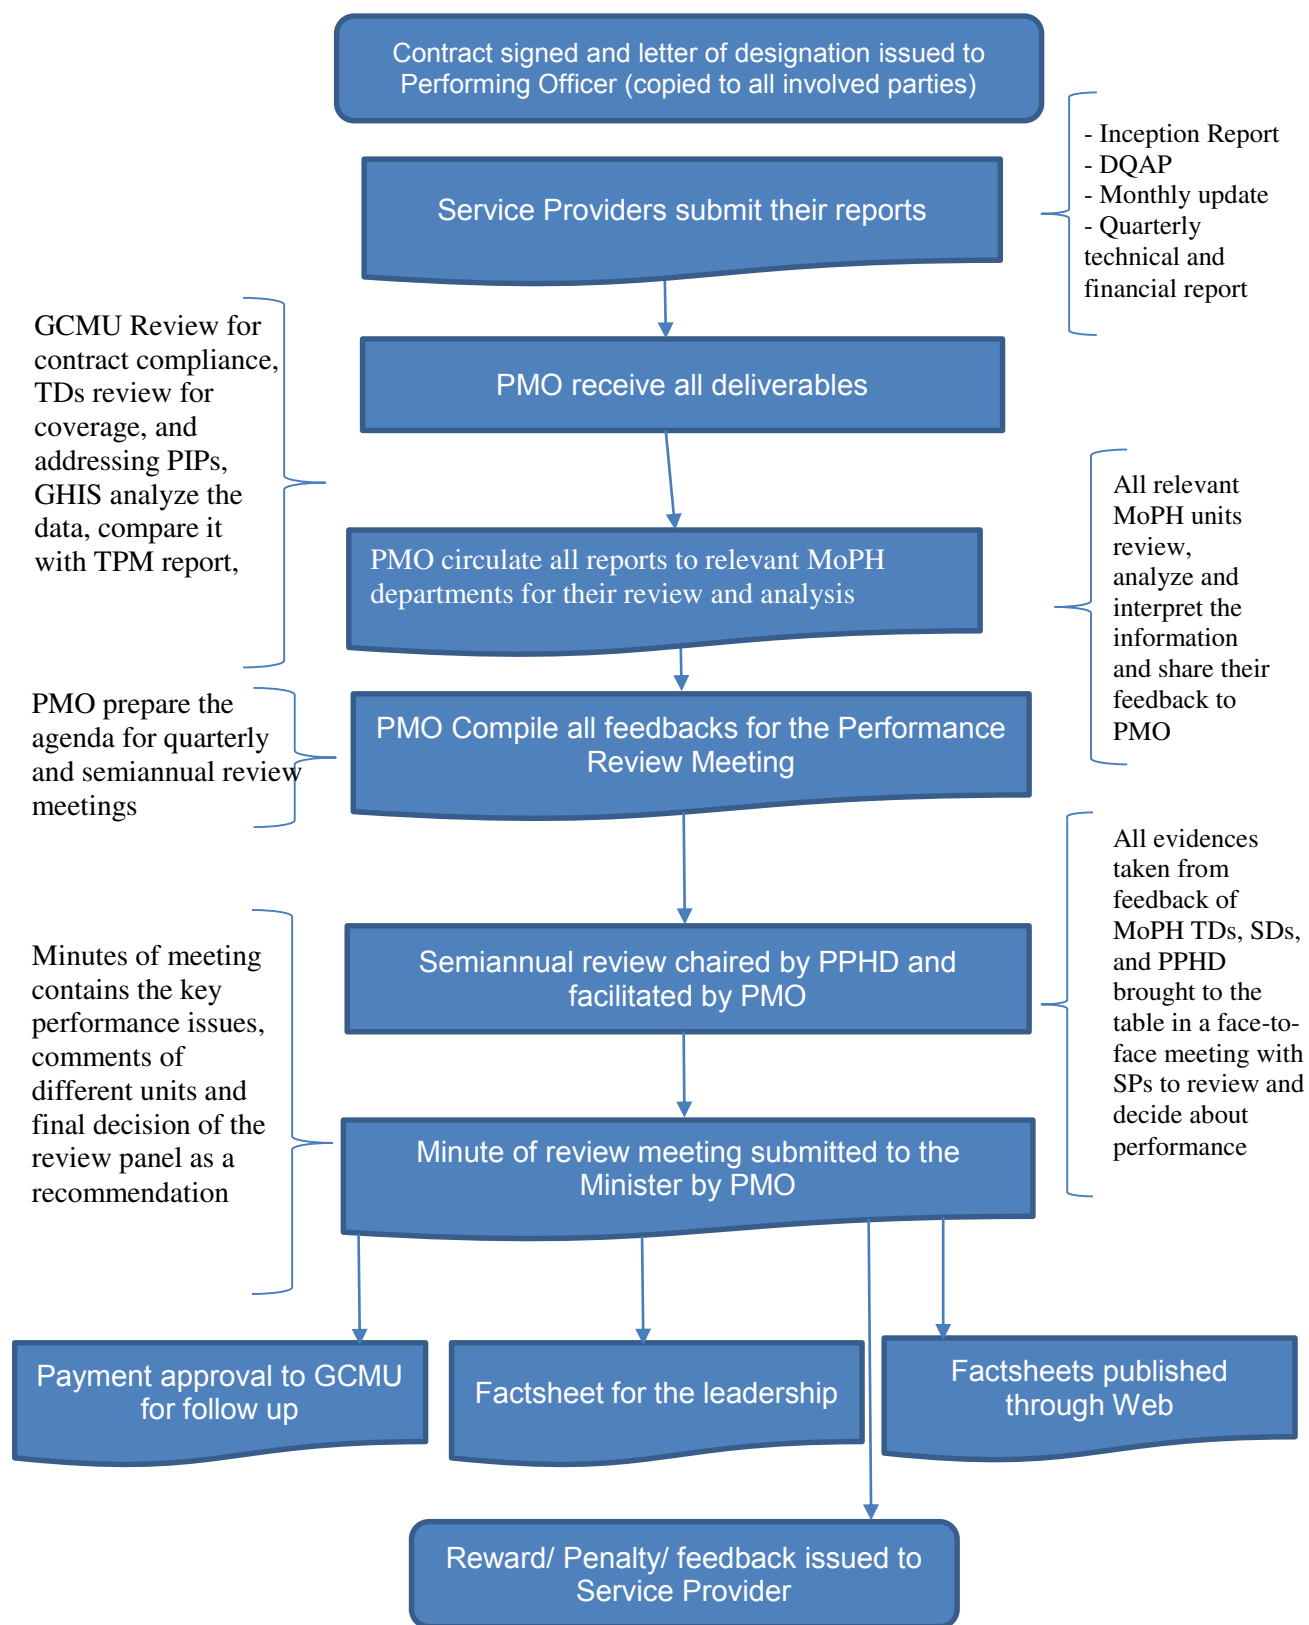 Contract signed and letter of designation issued to
Performing Officer (copied to all involved parties)
- Inception Report
- DQAP
- Monthly update
- Quarterly
technical and
financial report
Service Providers submit their reports
GCMU Review for
contract compliance,
TDs review for
coverage, and
addressing PIPs,
GHIS analyze the
data, compare it
with TPM report,
PMO receive all deliverables
All relevant
MoPH units
review,
analyze and
interpret the
information
and share their
feedback to
PMO
PMO circulate all reports to relevant MoPH
departments for their review and analysis
PMO prepare the
agenda for quarterly
and semiannual review
meetings
PMO Compile all feedbacks for the Performance
Review Meeting
All evidences
taken from
feedback of
MoPH TDs, SDs,
and PPHD
brought to the
table in a face-to-
face meeting with
SPs to review and
decide about
performance
Semiannual review chaired by PPHD and
facilitated by PMO
Minutes of meeting
contains the key
performance issues,
comments of
different units and
final decision of the
review panel as a
recommendation
Minute of review meeting submitted to the
Minister by PMO
Payment approval to GCMU
for follow up
Factsheet for the leadership
Factsheets published
through Web
Reward/ Penalty/ feedback issued to
Service Provider